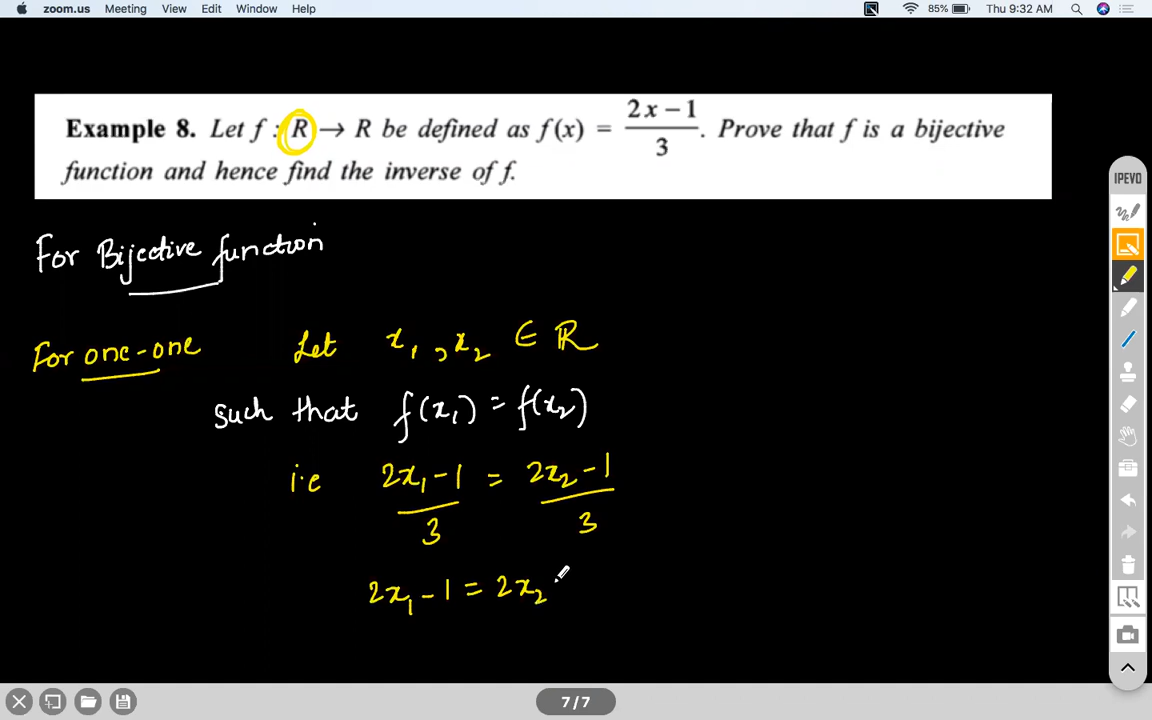 zoom.us Meeting View Edit Window Help 85% Thu 9:32 AM
Example 8. Let f : R → R be defined as f(x) = (2x − 1)/3. Prove that f is a bijective
function and hence find the inverse of f.
For Bijective function
For one-one Let x₁, x₂ ∈ ℝ
such that f(x₁) = f(x₂)
i.e (2x₁ − 1)/3 = (2x₂ − 1)/3
2x₁ − 1 = 2x₂
IPEVO
7 / 7